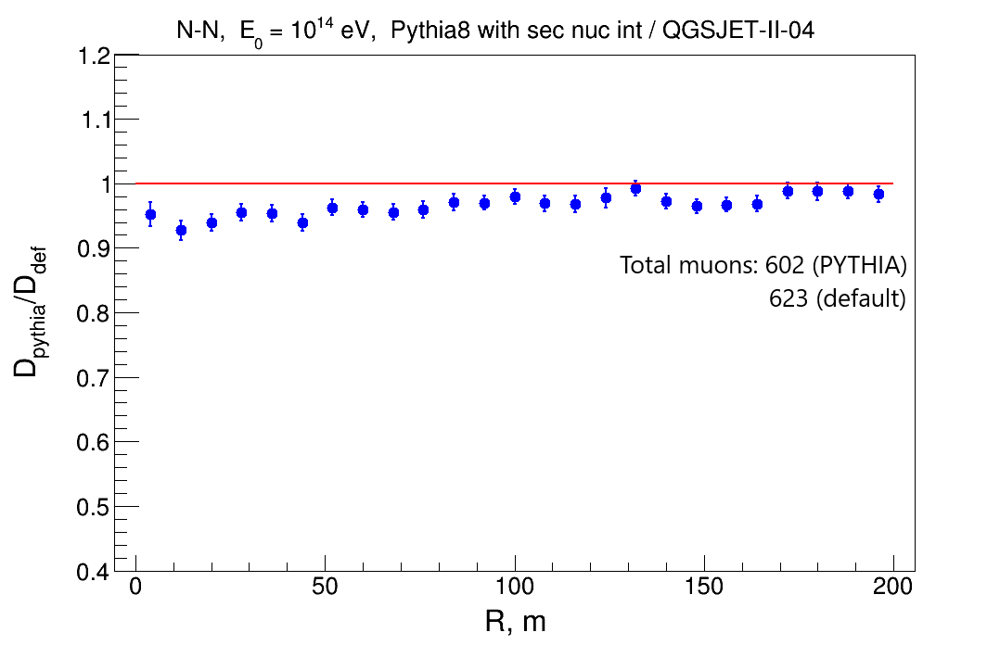 N-N, E0 = 10^14 eV, Pythia8 with sec nuc int / QGSJET-II-04
1.2
1.1
1
0.9
Total muons: 602 (PYTHIA)
623 (default)
0.8
0.7
0.6
0.5
0.4
Dpythia/Ddef
0 50 100 150 200
R, m